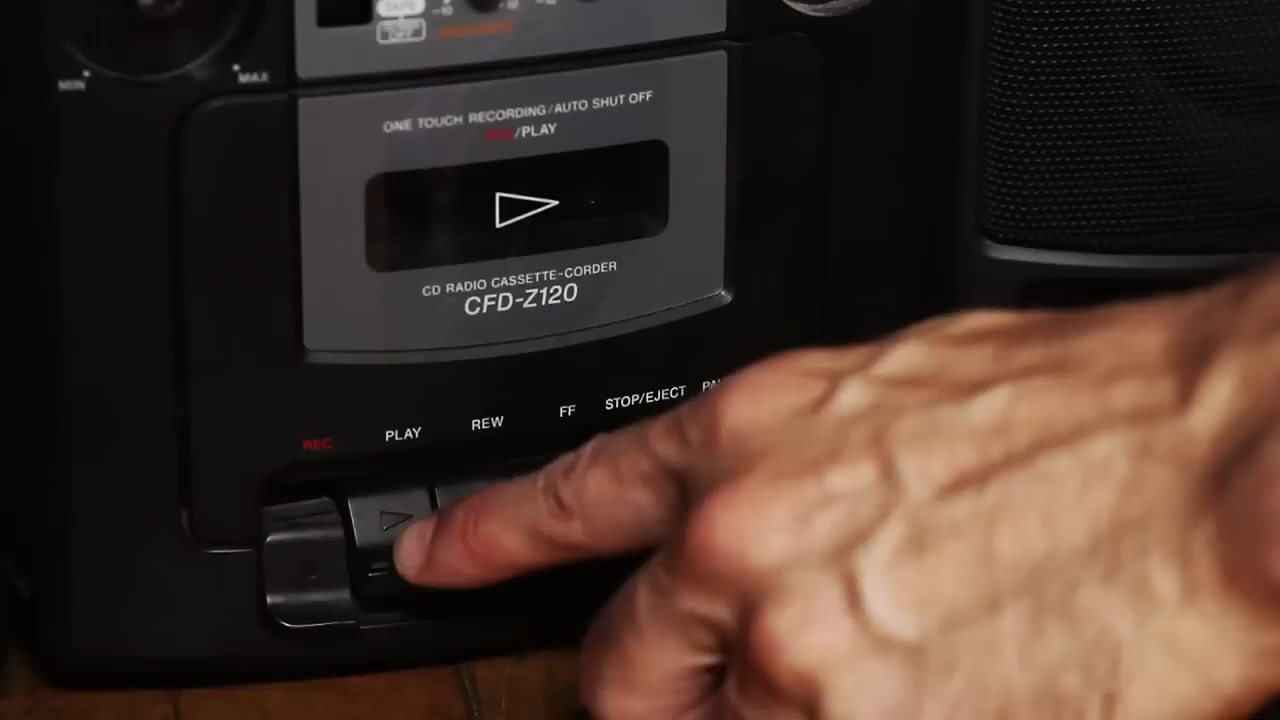 TAPE
MIN
MAX
ONE TOUCH RECORDING/AUTO SHUT OFF
REC/PLAY
CD RADIO CASSETTE-CORDER
CFD-Z120
REC
PLAY
REW
FF
STOP/EJECT